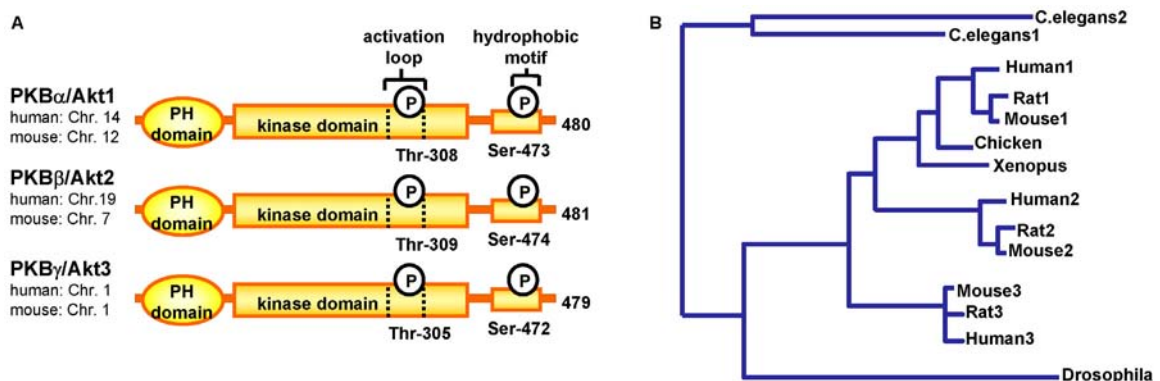 A
activation
loop
hydrophobic
motif
PKBα/Akt1
human: Chr. 14
mouse: Chr. 12
PH
domain
kinase domain
P
P
480
Thr-308
Ser-473
PKBβ/Akt2
human: Chr.19
mouse: Chr. 7
PH
domain
kinase domain
P
P
481
Thr-309
Ser-474
PKBγ/Akt3
human: Chr. 1
mouse: Chr. 1
PH
domain
kinase domain
P
P
479
Thr-305
Ser-472
B
C.elegans2
C.elegans1
Human1
Rat1
Mouse1
Chicken
Xenopus
Human2
Rat2
Mouse2
Mouse3
Rat3
Human3
Drosophila